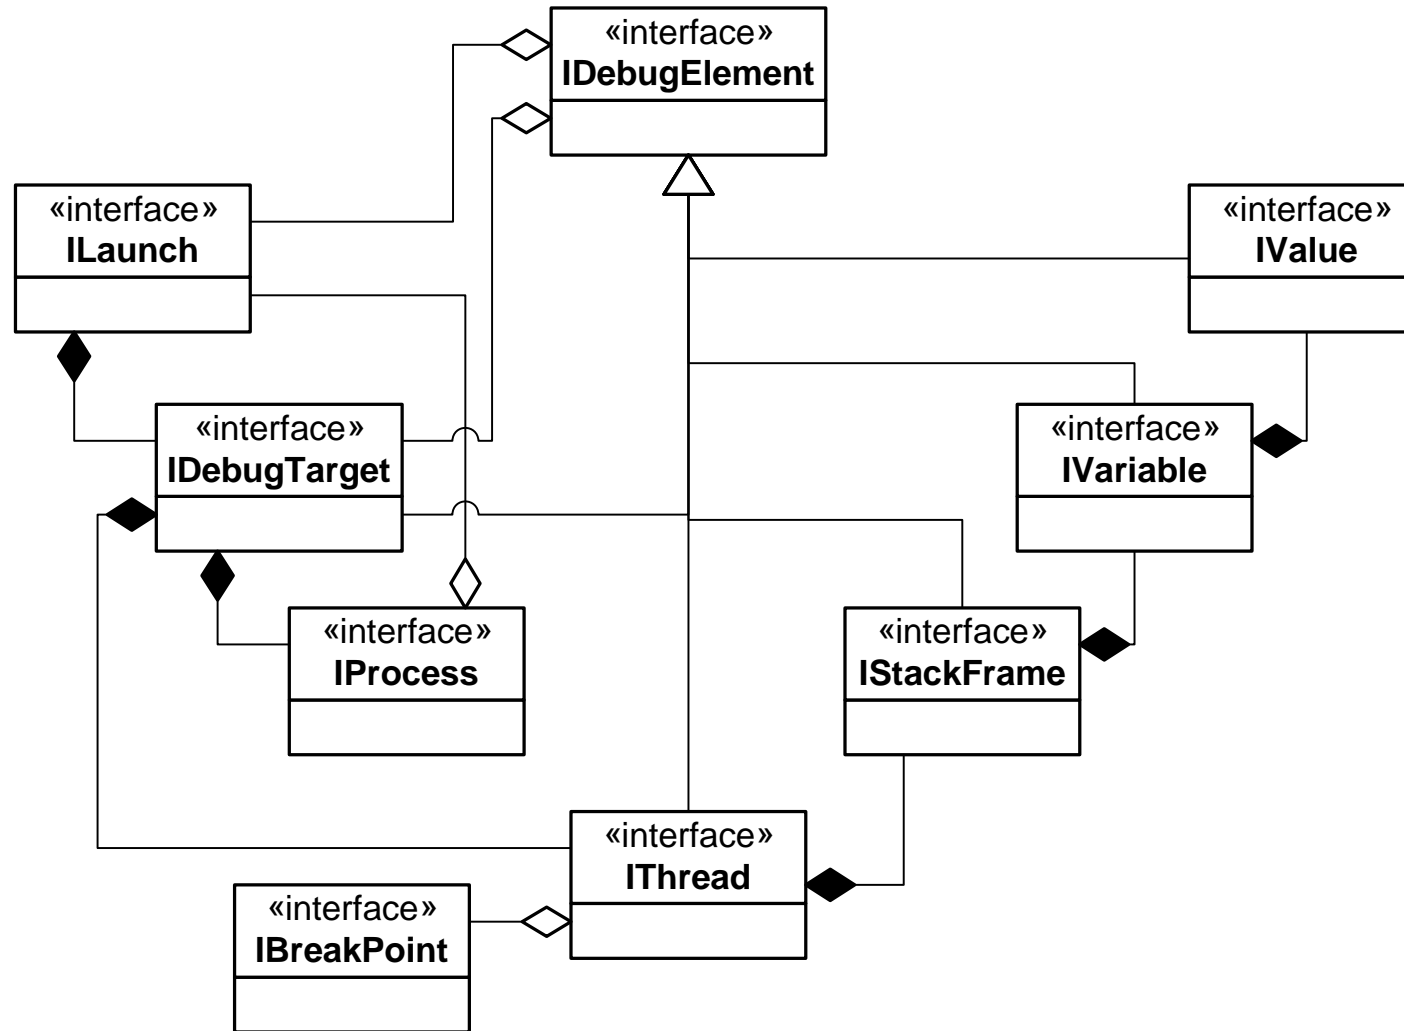 «interface»
IDebugElement
«interface»
ILaunch
«interface»
IValue
«interface»
IDebugTarget
«interface»
IVariable
«interface»
IProcess
«interface»
IStackFrame
«interface»
IThread
«interface»
IBreakPoint